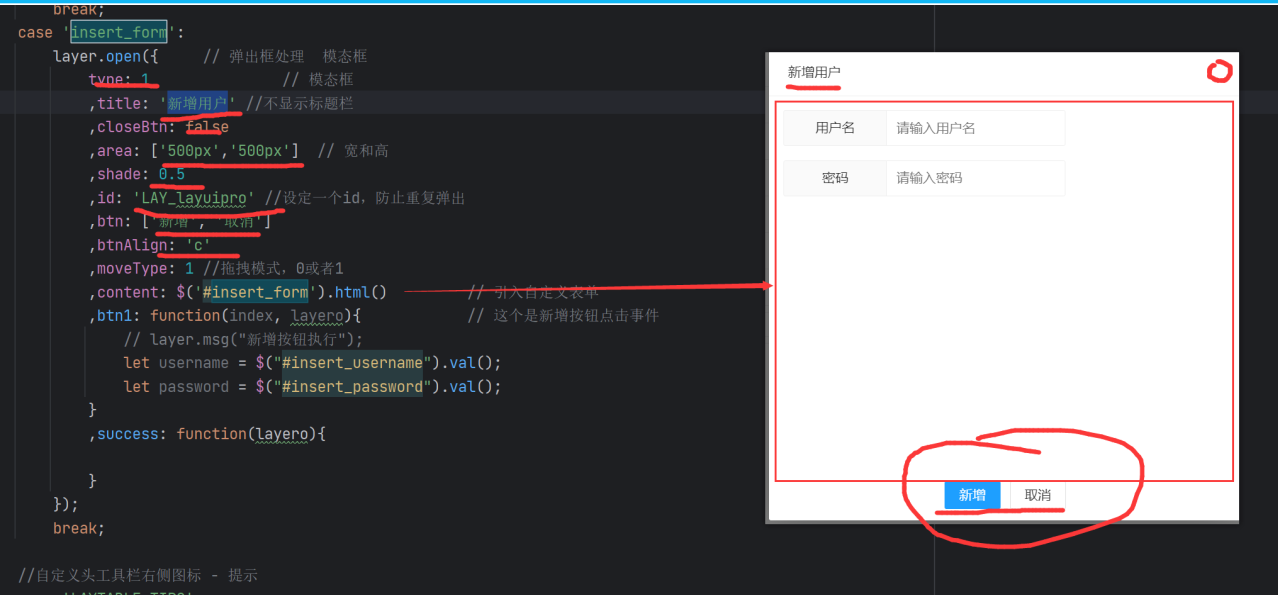 break;
case 'insert_form':
layer.open({ // 弹出框处理 模态框
type: 1 // 模态框
,title: '新增用户' //不显示标题栏
,closeBtn: false
,area: ['500px','500px'] // 宽和高
,shade: 0.5
,id: 'LAY_layuipro' //设定一个id，防止重复弹出
,btn: ['新增', '取消']
,btnAlign: 'c'
,moveType: 1 //拖拽模式，0或者1
,content: $('#insert_form').html() // 引入自定义表单
,btn1: function(index, layero){ // 这个是新增按钮点击事件
// layer.msg("新增按钮执行");
let username = $("#insert_username").val();
let password = $("#insert_password").val();
}
,success: function(layero){
}
});
break;
//自定义头工具栏右侧图标 - 提示
新增用户
用户名 请输入用户名
密码 请输入密码
新增 取消